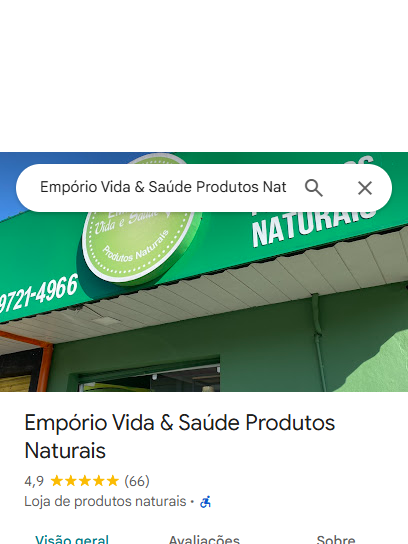 Empório Vida & Saúde Produtos Nat
Vida & Saúde
Produtos Naturais
NATURAIS
9721-4966
Empório Vida & Saúde Produtos
Naturais
4,9 ★★★★★ (66)
Loja de produtos naturais ·
Visão geral Avaliações Sobre